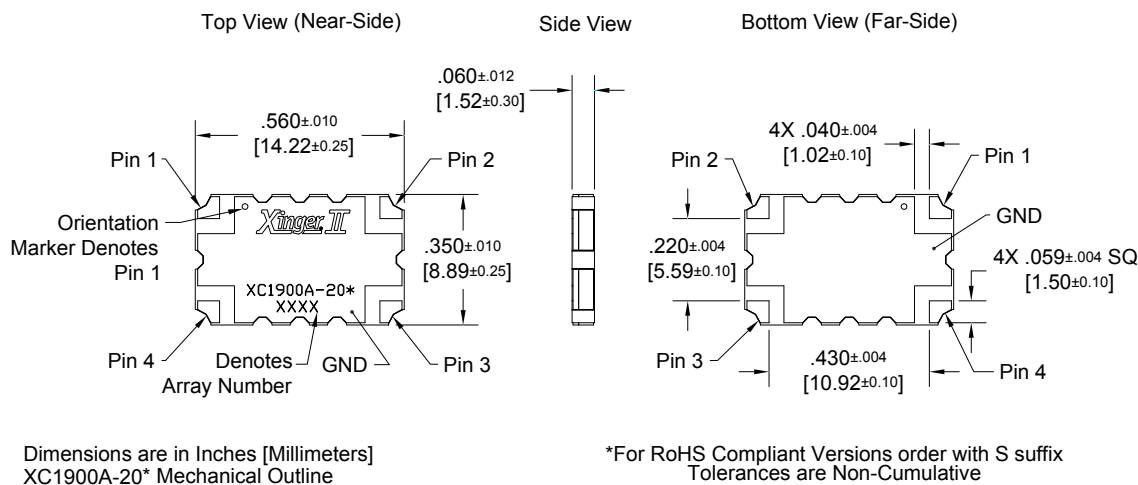 Top View (Near-Side)
Side View
Bottom View (Far-Side)
.060±.012
[1.52±0.30]
.560±.010
[14.22±0.25]
4X .040±.004
[1.02±0.10]
Pin 1
Pin 2
Pin 2
Pin 1
Orientation
Marker Denotes
Pin 1
Xinger II
.350±.010
[8.89±0.25]
.220±.004
[5.59±0.10]
GND
4X .059±.004 SQ
[1.50±0.10]
XC1900A-20*
XXXX
Pin 4
Denotes
Array Number
GND
Pin 3
Pin 3
.430±.004
[10.92±0.10]
Pin 4
Dimensions are in Inches [Millimeters]
XC1900A-20* Mechanical Outline
*For RoHS Compliant Versions order with S suffix
Tolerances are Non-Cumulative